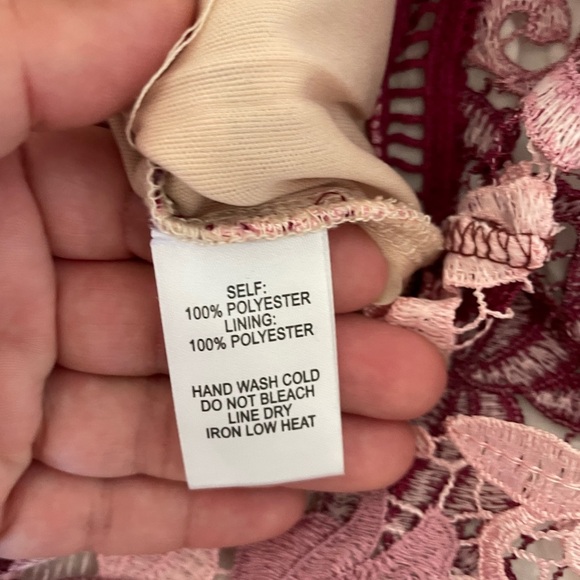 SELF:
100% POLYESTER
LINING:
100% POLYESTER
HAND WASH COLD
DO NOT BLEACH
LINE DRY
IRON LOW HEAT